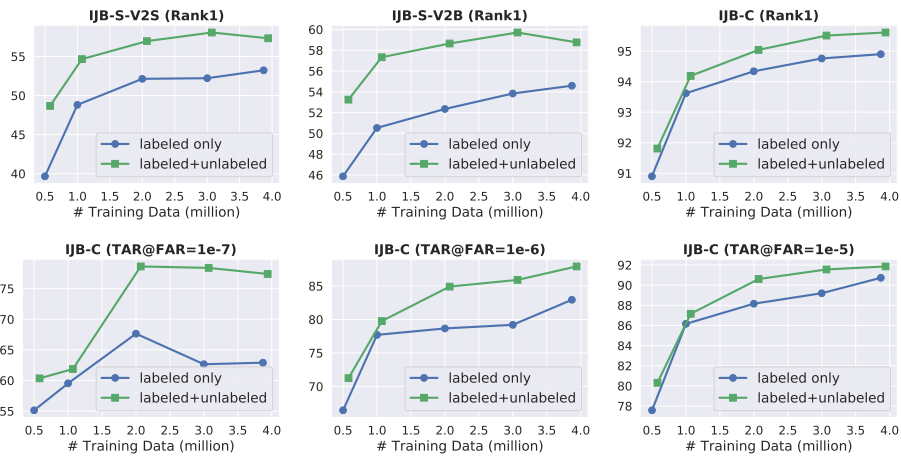 IJB-S-V2S (Rank1)
55
50
45
40
labeled only
labeled+unlabeled
0.5 1.0 1.5 2.0 2.5 3.0 3.5 4.0
# Training Data (million)
IJB-S-V2B (Rank1)
60
58
56
54
52
50
48
46
labeled only
labeled+unlabeled
0.5 1.0 1.5 2.0 2.5 3.0 3.5 4.0
# Training Data (million)
IJB-C (Rank1)
95
94
93
92
91
labeled only
labeled+unlabeled
0.5 1.0 1.5 2.0 2.5 3.0 3.5 4.0
# Training Data (million)
IJB-C (TAR@FAR=1e-7)
75
70
65
60
55
labeled only
labeled+unlabeled
0.5 1.0 1.5 2.0 2.5 3.0 3.5 4.0
# Training Data (million)
IJB-C (TAR@FAR=1e-6)
85
80
75
70
labeled only
labeled+unlabeled
0.5 1.0 1.5 2.0 2.5 3.0 3.5 4.0
# Training Data (million)
IJB-C (TAR@FAR=1e-5)
92
90
88
86
84
82
80
78
labeled only
labeled+unlabeled
0.5 1.0 1.5 2.0 2.5 3.0 3.5 4.0
# Training Data (million)